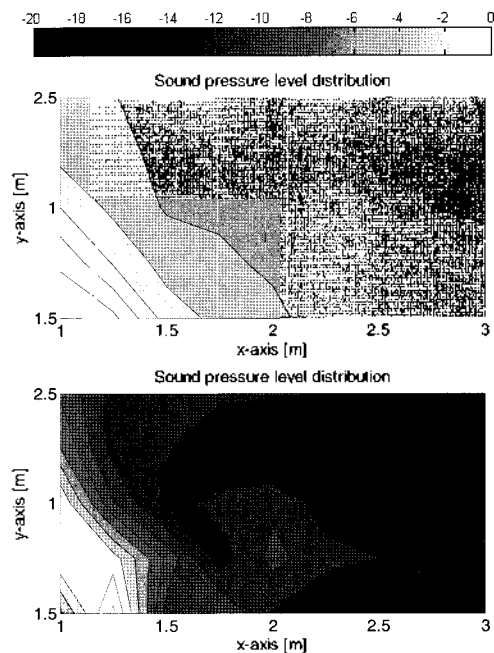 -20 -18 -16 -14 -12 -10 -8 -6 -4 -2 0
Sound pressure level distribution
2.5
1
1.5
y-axis [m]
1 1.5 2 2.5 3
x-axis [m]
Sound pressure level distribution
2.5
1
1.5
y-axis [m]
1 1.5 2 2.5 3
x-axis [m]